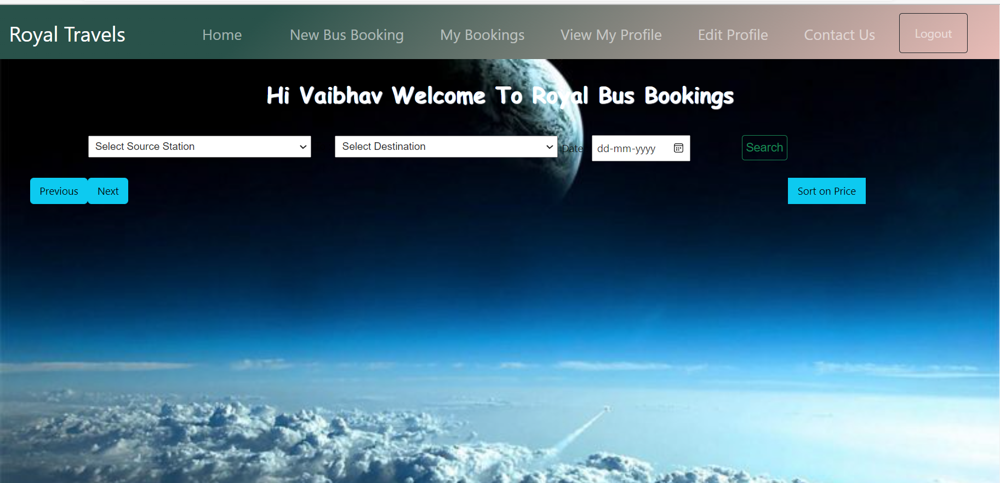 Royal Travels Home New Bus Booking My Bookings View My Profile Edit Profile Contact Us Logout
Hi Vaibhav Welcome To Royal Bus Bookings
Select Source Station Select Destination Date dd-mm-yyyy Search
Previous Next Sort on Price